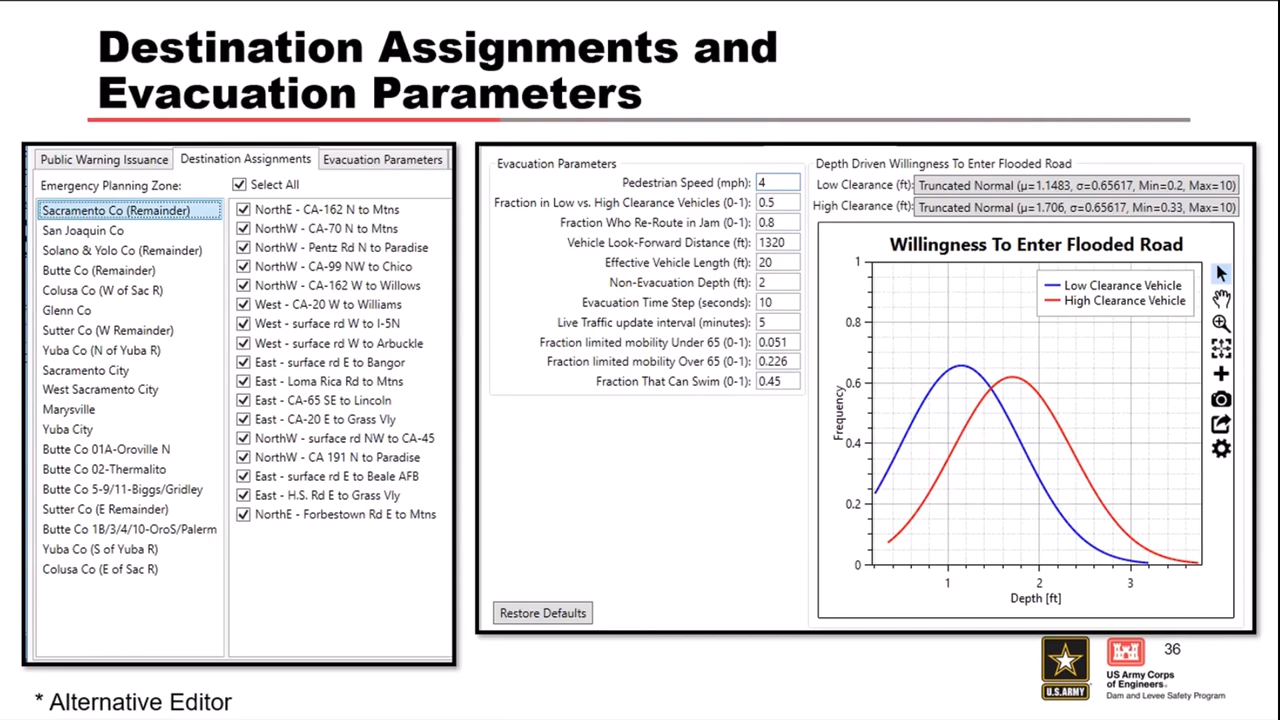 Destination Assignments and
Evacuation Parameters
Public Warning Issuance
Destination Assignments
Evacuation Parameters
Emergency Planning Zone:
Sacramento Co (Remainder)
San Joaquin Co
Solano & Yolo Co (Remainder)
Butte Co (Remainder)
Colusa Co (W of Sac R)
Glenn Co
Sutter Co (W Remainder)
Yuba Co (N of Yuba R)
Sacramento City
West Sacramento City
Marysville
Yuba City
Butte Co 01A-Oroville N
Butte Co 02-Thermalito
Butte Co 5-9/11-Biggs/Gridley
Sutter Co (E Remainder)
Butte Co 1B/3/4/10-OroS/Palerm
Yuba Co (S of Yuba R)
Colusa Co (E of Sac R)
Select All
NorthE - CA-162 N to Mtns
NorthW - CA-70 N to Mtns
NorthW - Pentz Rd N to Paradise
NorthW - CA-99 NW to Chico
NorthW - CA-162 W to Willows
West - CA-20 W to Williams
West - surface rd W to I-5N
West - surface rd W to Arbuckle
East - surface rd E to Bangor
East - Loma Rica Rd to Mtns
East - CA-65 SE to Lincoln
East - CA-20 E to Grass Vly
NorthW - surface rd NW to CA-45
NorthW - CA 191 N to Paradise
East - surface rd E to Beale AFB
East - H.S. Rd E to Grass Vly
NorthE - Forbestown Rd E to Mtns
Evacuation Parameters
Pedestrian Speed (mph): 4
Fraction in Low vs. High Clearance Vehicles (0-1): 0.5
Fraction Who Re-Route in Jam (0-1): 0.8
Vehicle Look-Forward Distance (ft): 1320
Effective Vehicle Length (ft): 20
Non-Evacuation Depth (ft): 2
Evacuation Time Step (seconds): 10
Live Traffic update interval (minutes): 5
Fraction limited mobility Under 65 (0-1): 0.051
Fraction limited mobility Over 65 (0-1): 0.226
Fraction That Can Swim (0-1): 0.45
Restore Defaults
Depth Driven Willingness To Enter Flooded Road
Low Clearance (ft): Truncated Normal (μ=1.1483, σ=0.65617, Min=0.2, Max=10)
High Clearance (ft): Truncated Normal (μ=1.706, σ=0.65617, Min=0.33, Max=10)
Willingness To Enter Flooded Road
Low Clearance Vehicle
High Clearance Vehicle
Frequency
1
0.8
0.6
0.4
0.2
0
1 2 3
Depth [ft]
U.S.ARMY
US Army Corps
of Engineers®
Dam and Levee Safety Program
36
* Alternative Editor